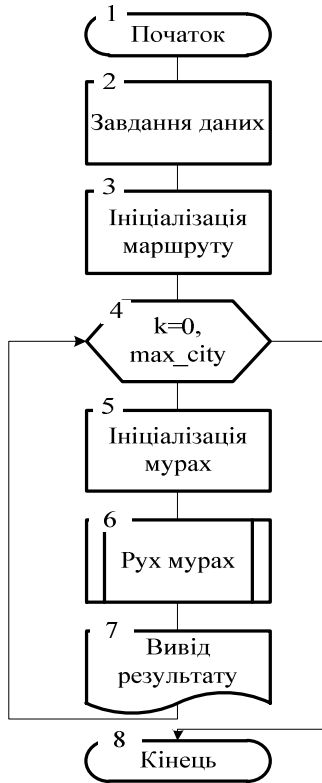 1
Початок
2
Завдання даних
3
Ініціалізація
маршруту
4
k=0,
max_city
5
Ініціалізація
мурах
6
Рух мурах
7
Вивід
результату
8
Кінець